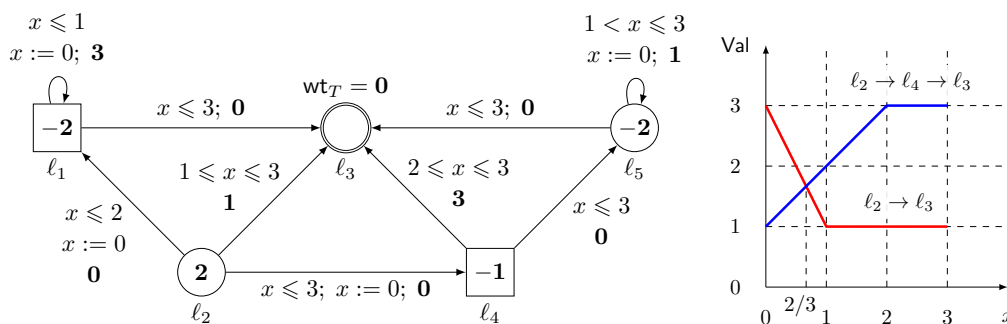 x ⩽ 1
x := 0; 3
−2
ℓ1
x ⩽ 3; 0
wtT = 0
ℓ3
x ⩽ 3; 0
1 < x ⩽ 3
x := 0; 1
−2
ℓ5
x ⩽ 2
x := 0
0
1 ⩽ x ⩽ 3
1
2 ⩽ x ⩽ 3
3
x ⩽ 3
0
2
ℓ2
x ⩽ 3; x := 0; 0
−1
ℓ4
Val
3
2
1
0
ℓ2 → ℓ4 → ℓ3
ℓ2 → ℓ3
0
2/3
1
2
3